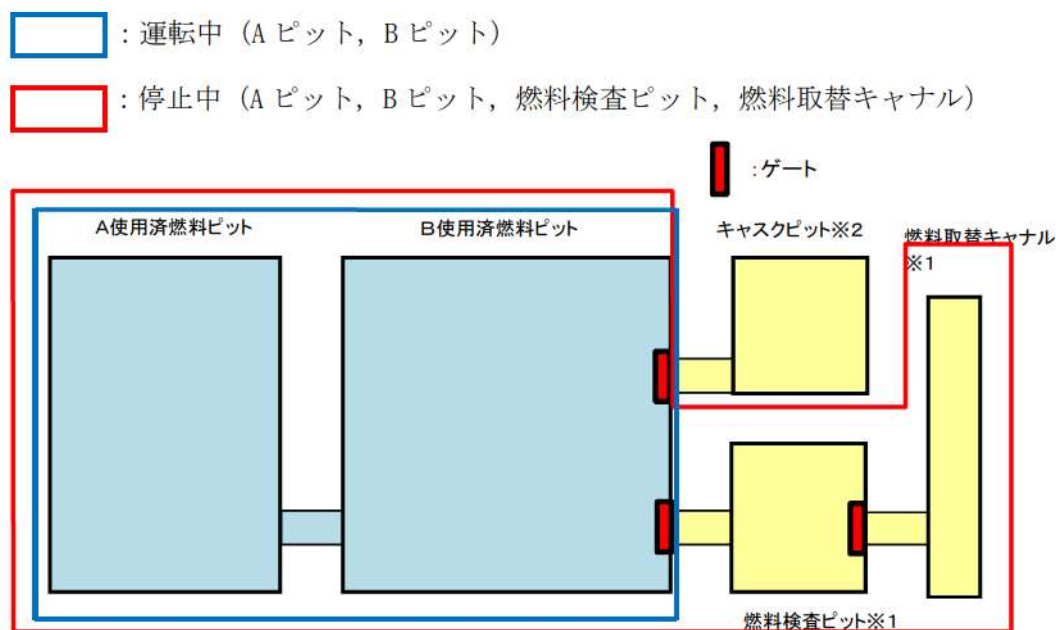 ：運転中（A ピット，B ピット）
：停止中（A ピット，B ピット，燃料検査ピット，燃料取替キャナル）
：ゲート
A使用済燃料ピット
B使用済燃料ピット
キャスクピット※2
燃料取替キャナル
※1
燃料検査ピット※1